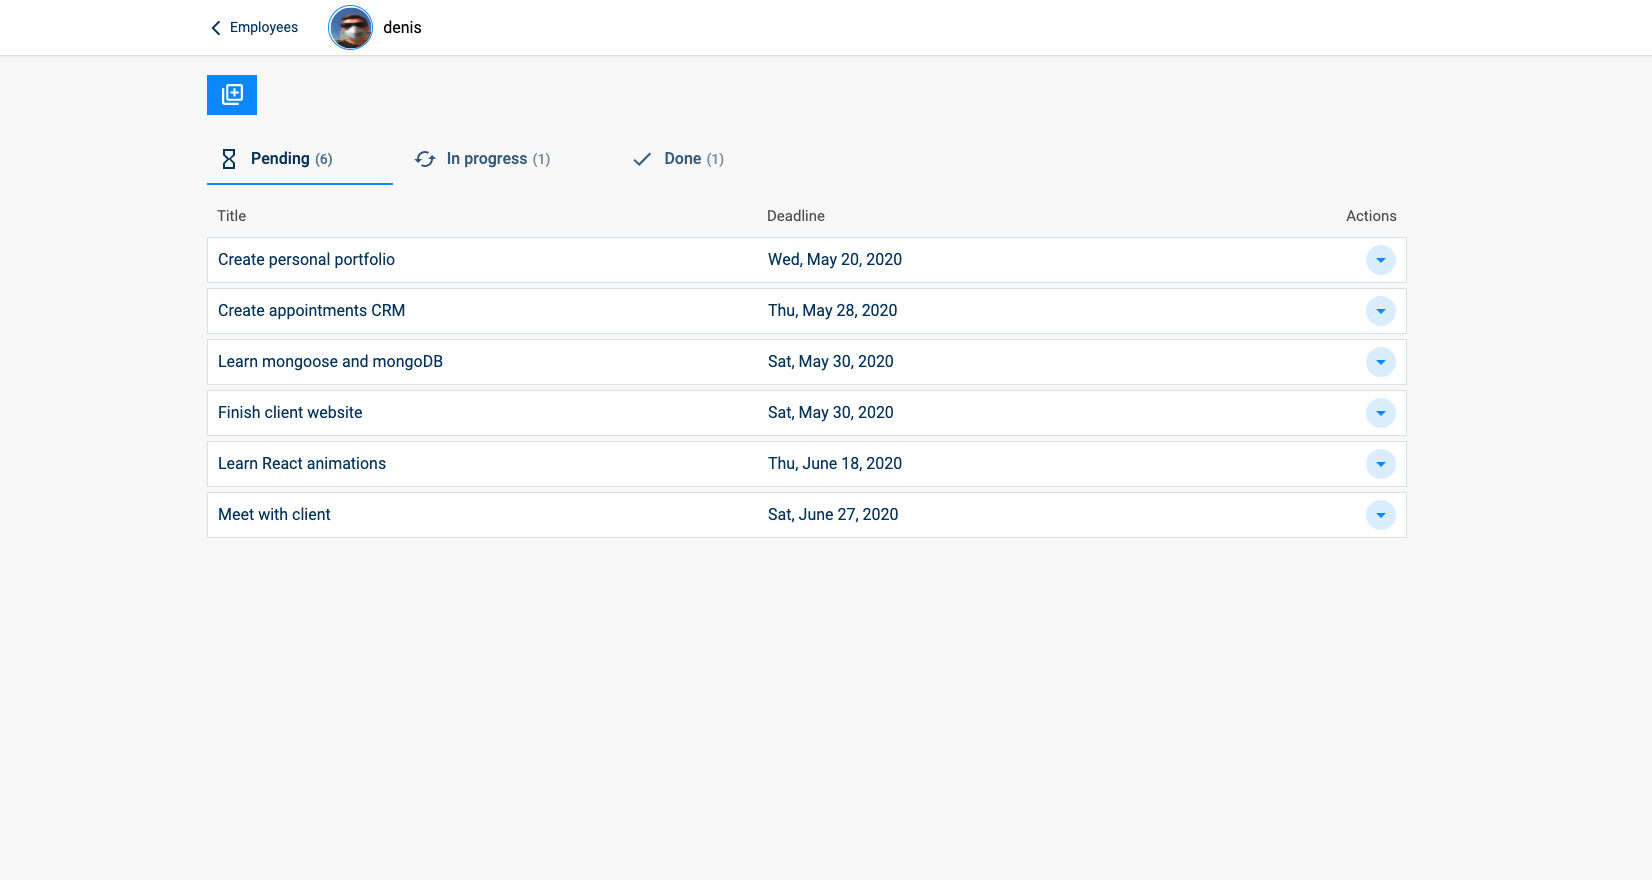 Employees denis
Pending (6) In progress (1) Done (1)
Title Deadline Actions
Create personal portfolio Wed, May 20, 2020
Create appointments CRM Thu, May 28, 2020
Learn mongoose and mongoDB Sat, May 30, 2020
Finish client website Sat, May 30, 2020
Learn React animations Thu, June 18, 2020
Meet with client Sat, June 27, 2020